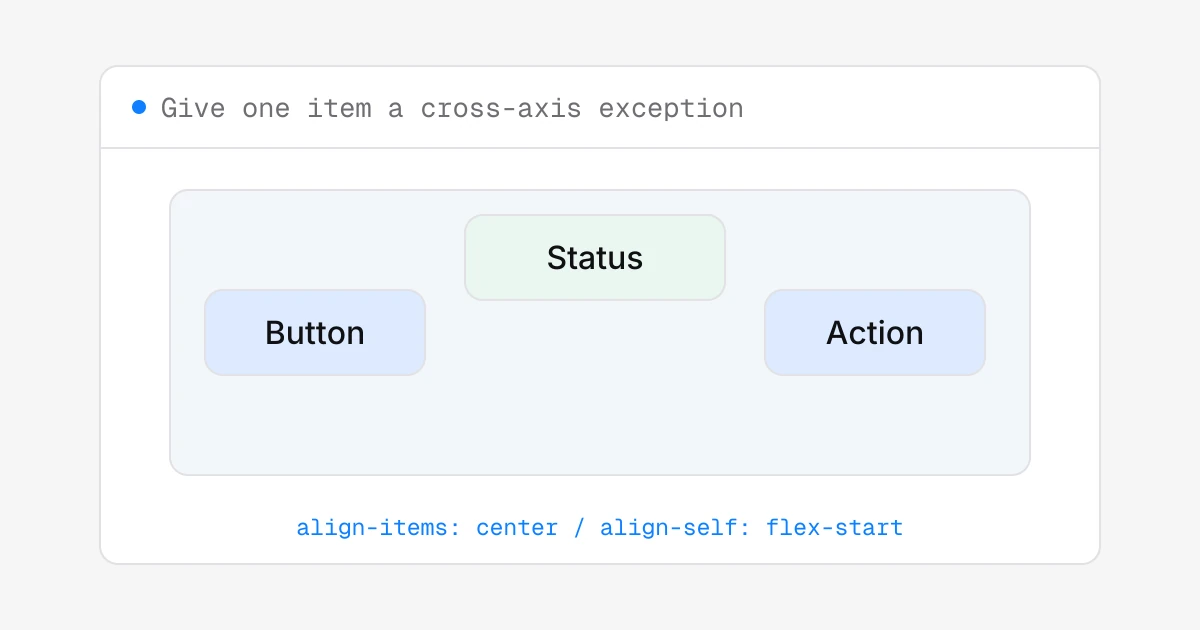 Give one item a cross-axis exception
Status
Button
Action
align-items: center / align-self: flex-start